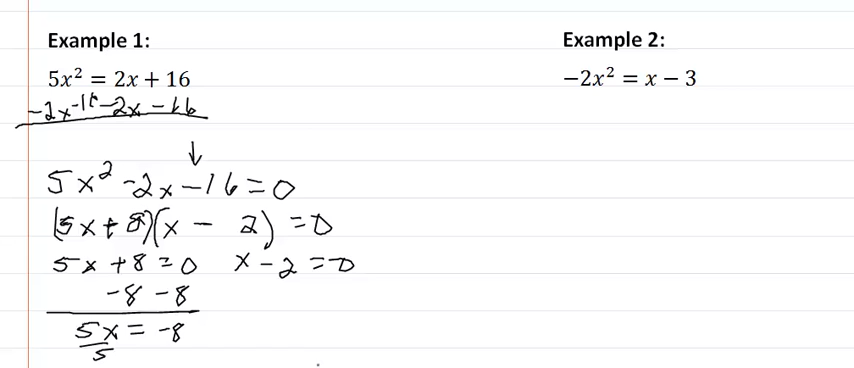 Example 1:
5x² = 2x + 16
-2x -16 -2x -16
↓
5x² -2x -16 = 0
(5x + 8)(x - 2) = 0
5x + 8 = 0 x - 2 = 0
-8 -8
5x = -8
5
Example 2:
−2x² = x − 3